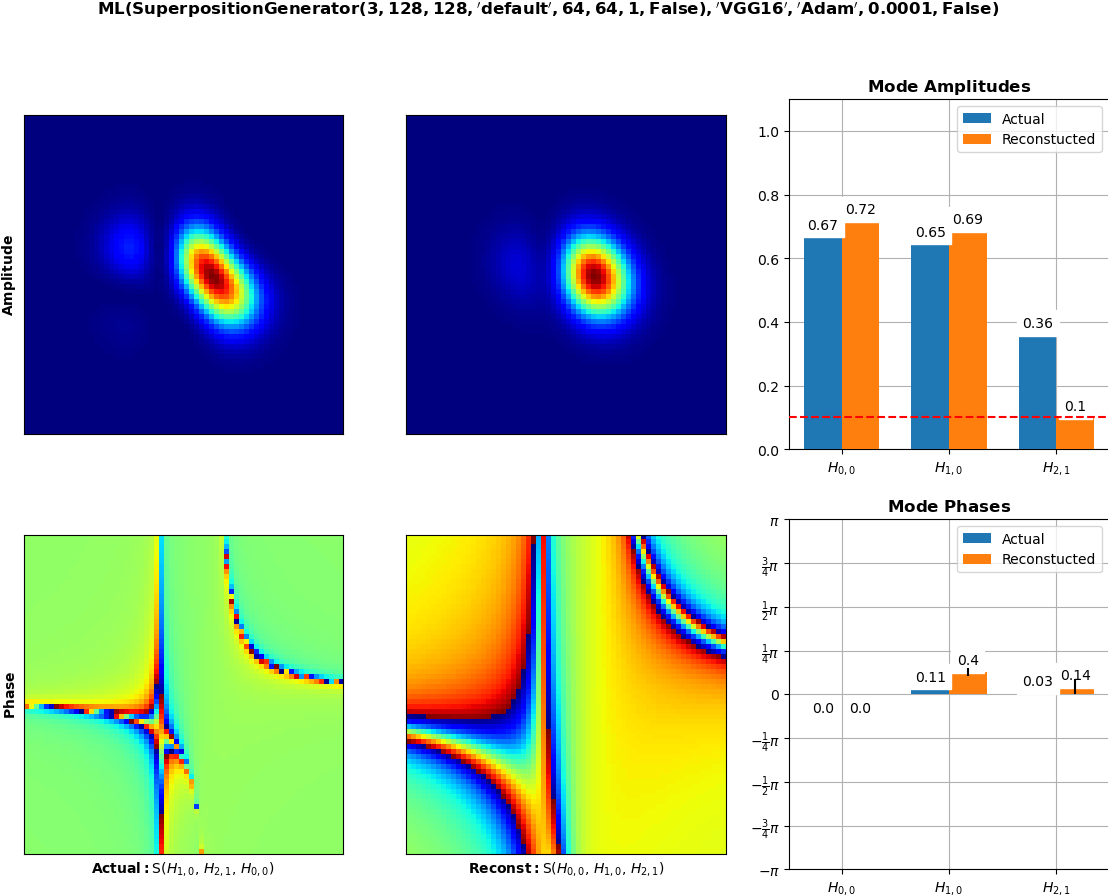 ML(SuperpositionGenerator(3, 128, 128, ′default′, 64, 64, 1, False), ′VGG16′, ′Adam′, 0.0001, False)
Amplitude
Mode Amplitudes
Actual
Reconstucted
1.0
0.8
0.6
0.4
0.2
0.0
0.67
0.72
0.65
0.69
0.36
0.1
H0,0
H1,0
H2,1
Phase
Actual: S(H1,0, H2,1, H0,0)
Reconst: S(H0,0, H1,0, H2,1)
Mode Phases
Actual
Reconstucted
π
3/4π
1/2π
1/4π
0
−1/4π
−1/2π
−3/4π
−π
0.0
0.0
0.11
0.4
0.03
0.14
H0,0
H1,0
H2,1